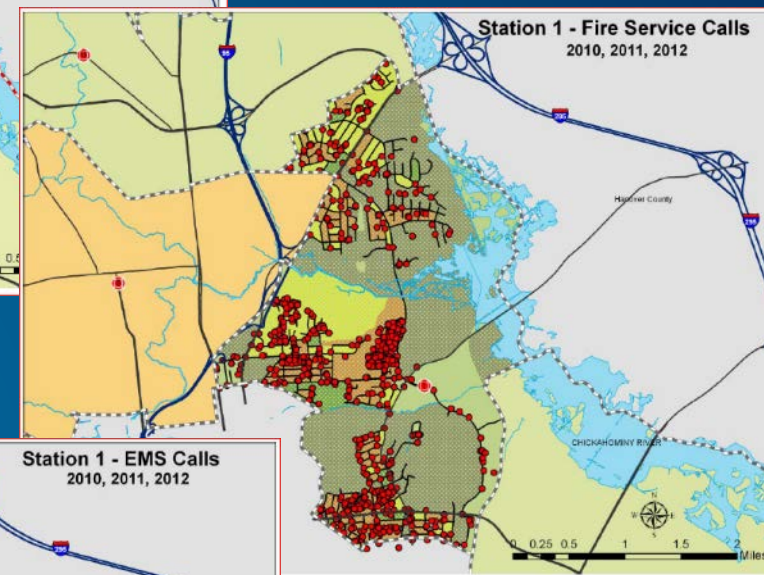 Station 1 - Fire Service Calls
2010, 2011, 2012
95
295
295
Hanover County
CHICKAHOMINY RIVER
N
W E
S
0 0.25 0.5 1 1.5 2
Miles
0.5
Station 1 - EMS Calls
2010, 2011, 2012
295